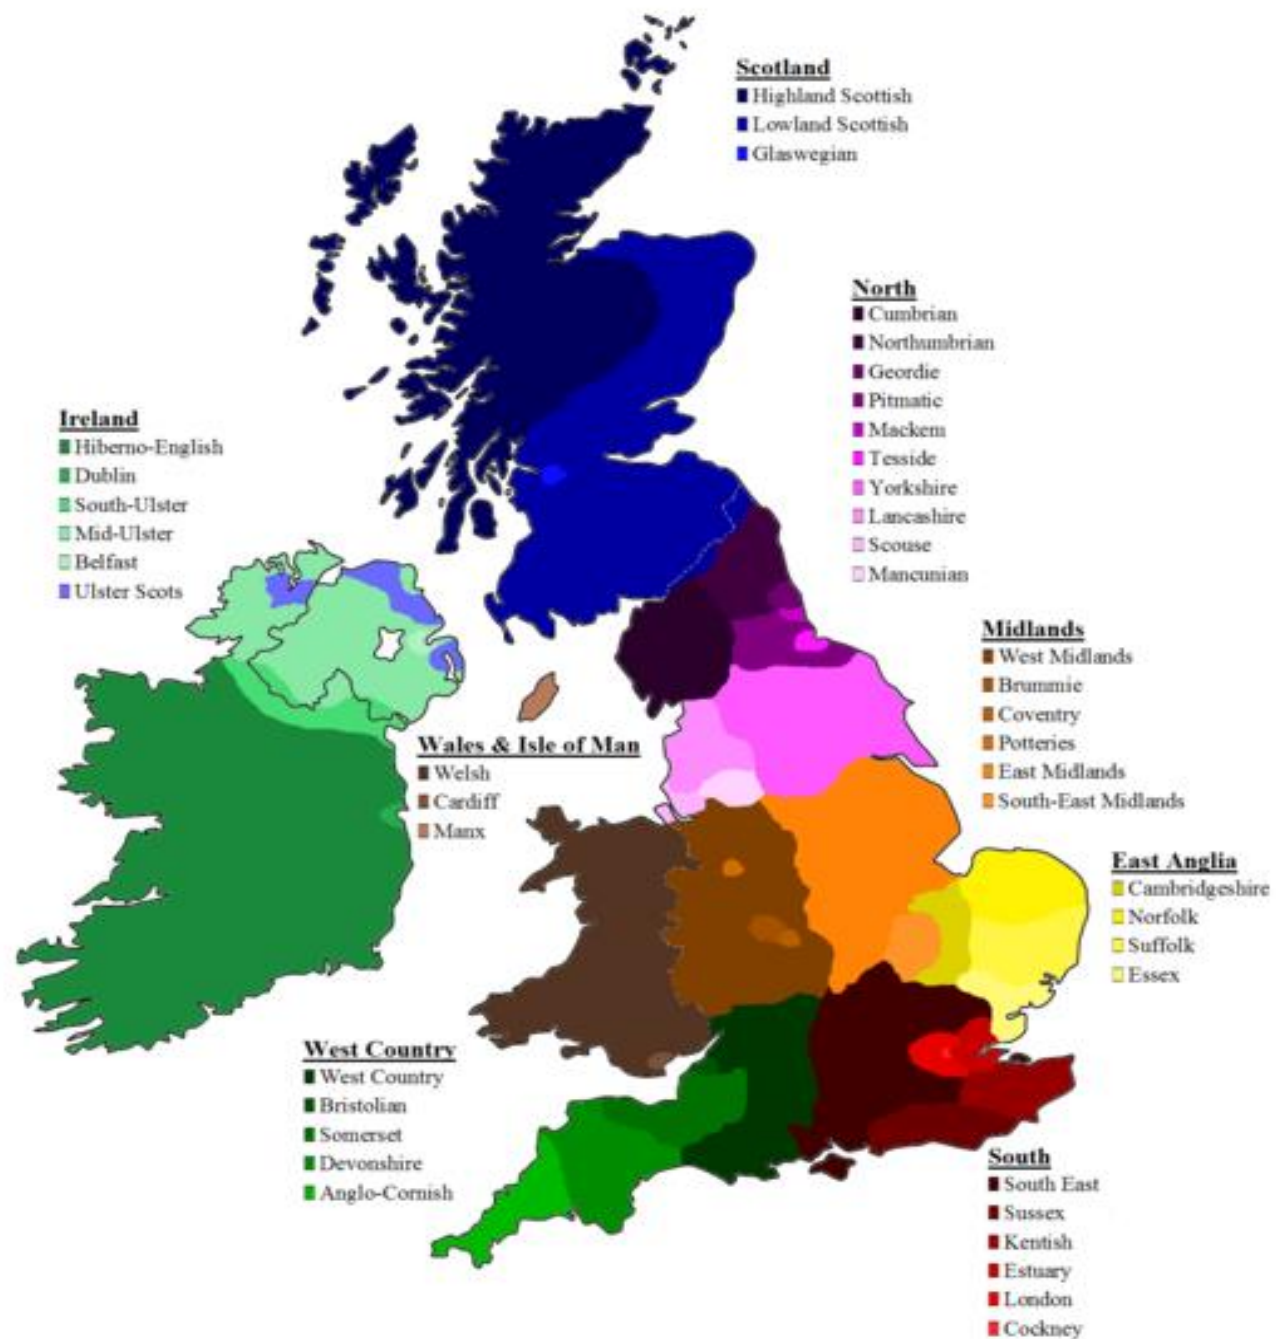 Scotland
Highland Scottish
Lowland Scottish
Glaswegian
North
Cumbrian
Northumbrian
Geordie
Pitmatic
Mackem
Tesside
Yorkshire
Lancashire
Scouse
Mancunian
Ireland
Hiberno-English
Dublin
South-Ulster
Mid-Ulster
Belfast
Ulster Scots
Midlands
West Midlands
Brummie
Coventry
Potteries
East Midlands
South-East Midlands
Wales & Isle of Man
Welsh
Cardiff
Manx
East Anglia
Cambridgeshire
Norfolk
Suffolk
Essex
West Country
West Country
Bristolian
Somerset
Devonshire
Anglo-Cornish
South
South East
Sussex
Kentish
Estuary
London
Cockney